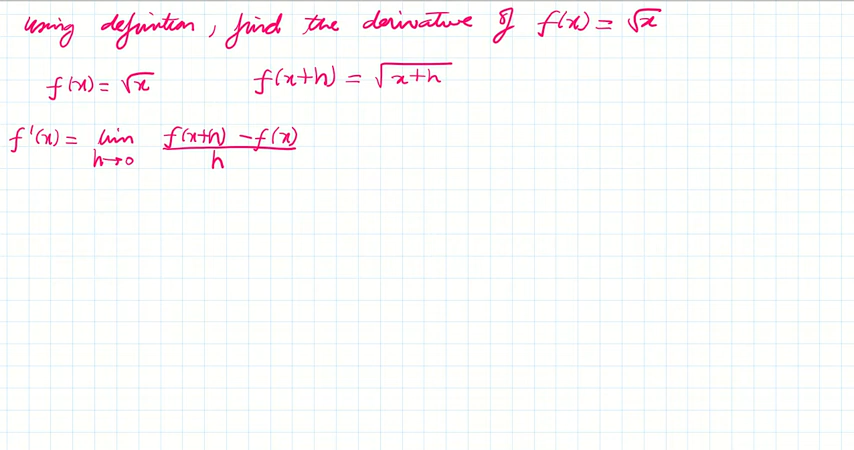 using definition, find the derivative of f(x) = √x
f(x) = √x f(x+h) = √(x+h)
f'(x) = lim h→0 (f(x+h) - f(x)) / h